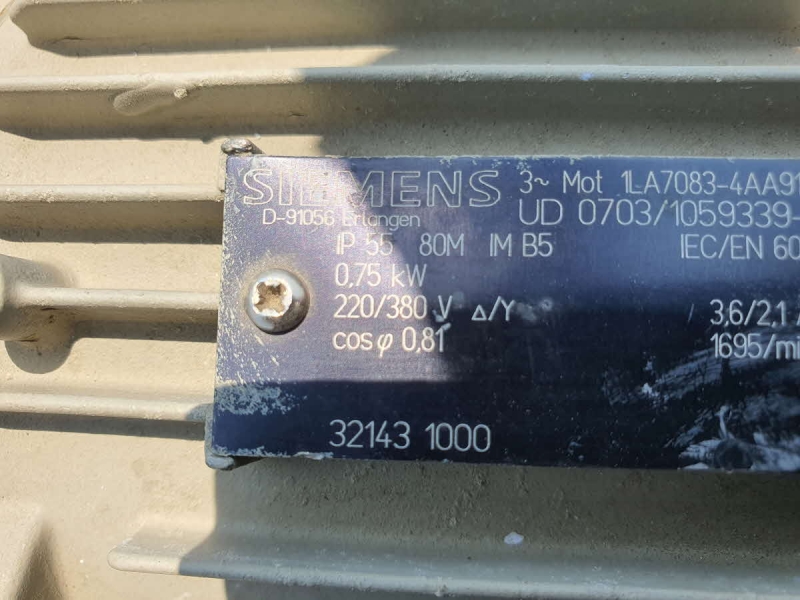 SIEMENS 3~ Mot 1LA7083-4AA91
D-91056 Erlangen UD 0703/1059339-
IP 55 80M IM B5 IEC/EN 60
0,75 kW
220/380 V Δ/Y 3,6/2,1
cos φ 0,81 1695/mi
32143 1000